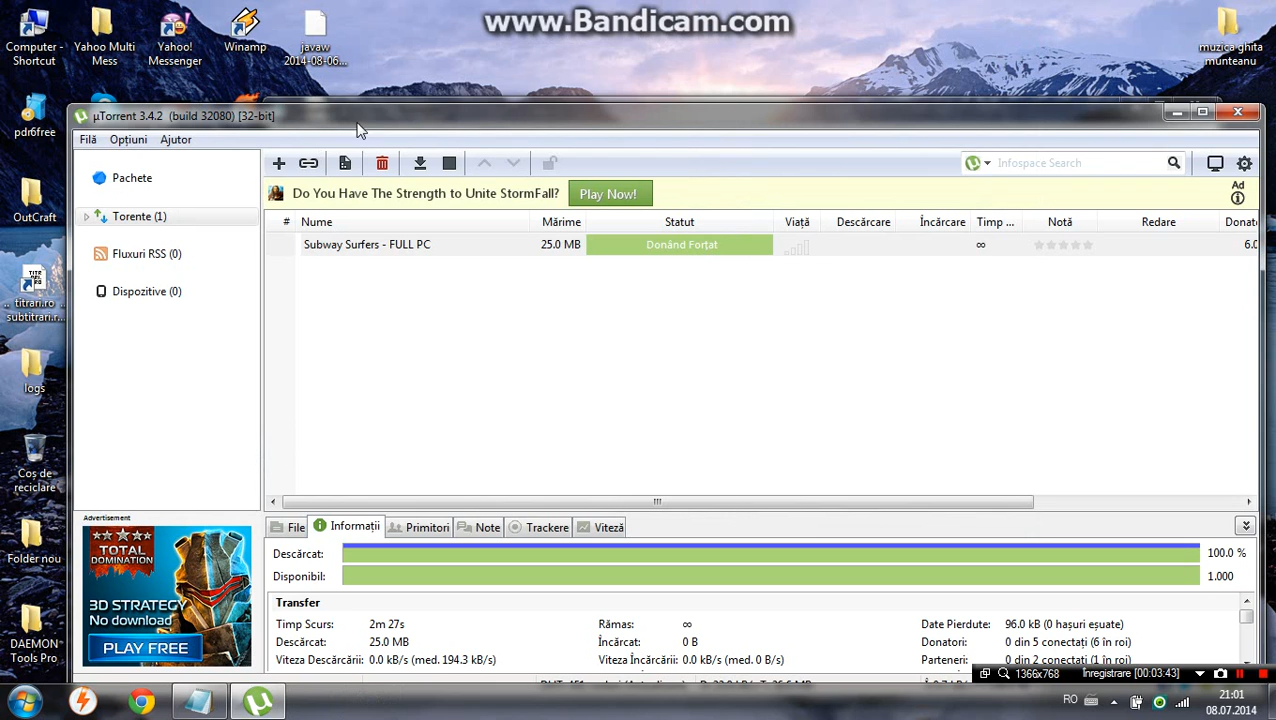 www.Bandicam.com
Computer -
Shortcut
Yahoo Multi
Mess
Yahoo!
Messenger
Winamp
javaw
2014-08-06...
muzica ghita
munteanu
pdr6free
OutCraft
titrari.ro
subtitrari.r...
logs
Coș de
reciclare
Folder nou
DAEMON
Tools Pro
µTorrent 3.4.2 (build 32080) [32-bit]
Filă Opțiuni Ajutor
Infospace Search
Pachete
Torente (1)
Fluxuri RSS (0)
Dispozitive (0)
Do You Have The Strength to Unite StormFall? Play Now!
Ad
# Nume Mărime Statut Viață Descărcare Încărcare Timp ... Notă Redare Donato
Subway Surfers - FULL PC 25.0 MB Donând Forțat ∞ 6.0
Advertisement
TOTAL
DOMINATION
3D STRATEGY
No download
PLAY FREE
File Informații Primitori Note Trackere Viteză
Descărcat: 100.0 %
Disponibil: 1.000
Transfer
Timp Scurs: 2m 27s Rămas: ∞ Date Pierdute: 96.0 kB (0 hașuri eșuate)
Descărcat: 25.0 MB Încărcat: 0 B Donatori: 0 din 5 conectați (6 în roi)
Viteza Descărcării: 0.0 kB/s (med. 194.3 kB/s) Viteza Încărcării: 0.0 kB/s (med. 0 B/s) Parteneri: 0 din 2 conectați (1 în roi)
1366x768 Înregistrare [00:03:43]
RO
21:01
08.07.2014